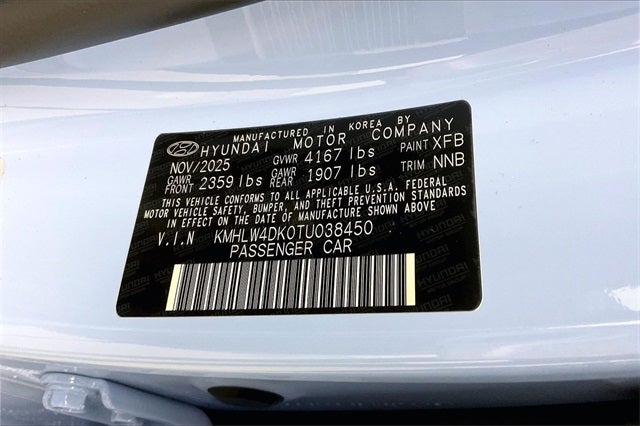 MANUFACTURED IN KOREA BY
HYUNDAI MOTOR COMPANY
NOV/2025 GVWR 4167 lbs PAINT XFB
GAWR FRONT 2359 lbs GAWR REAR 1907 lbs TRIM NNB
THIS VEHICLE CONFORMS TO ALL APPLICABLE U.S.A. FEDERAL
MOTOR VEHICLE SAFETY, BUMPER, AND THEFT PREVENTION STANDARDS
IN EFFECT ON THE DATE OF MANUFACTURE SHOWN ABOVE.
V.I.N KMHLW4DK0TU038450
PASSENGER CAR